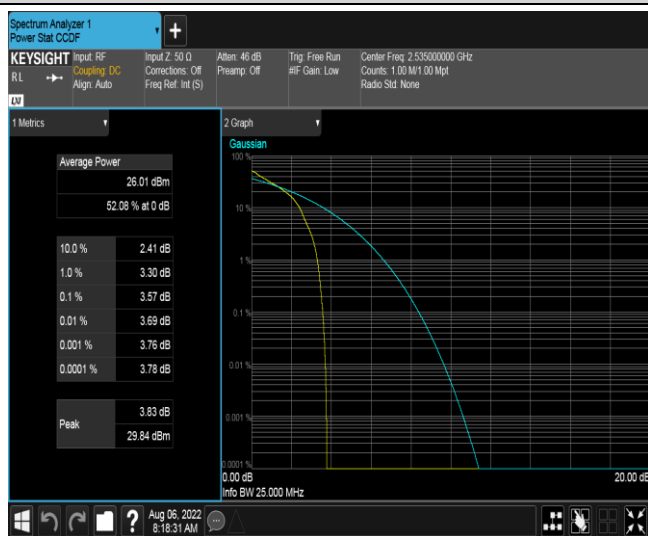 Spectrum Analyzer 1
Power Stat CCDF
+
KEYSIGHT
RL
LXI
Input: RF
Coupling: DC
Align: Auto
Input Z: 50 Ω
Corrections: Off
Freq Ref: Int (S)
Atten: 46 dB
Preamp: Off
Trig: Free Run
#IF Gain: Low
Center Freq: 2.535000000 GHz
Counts: 1.00 M/1.00 Mpt
Radio Std: None
1 Metrics
Average Power
26.01 dBm
52.08 % at 0 dB
10.0 % 2.41 dB
1.0 % 3.30 dB
0.1 % 3.57 dB
0.01 % 3.69 dB
0.001 % 3.76 dB
0.0001 % 3.78 dB
Peak
3.83 dB
29.84 dBm
2 Graph
Gaussian
100 %
10 %
1 %
0.1 %
0.01 %
0.001 %
0.0001 %
0.00 dB 20.00 dB
Info BW 25.000 MHz
?
Aug 06, 2022
8:18:31 AM